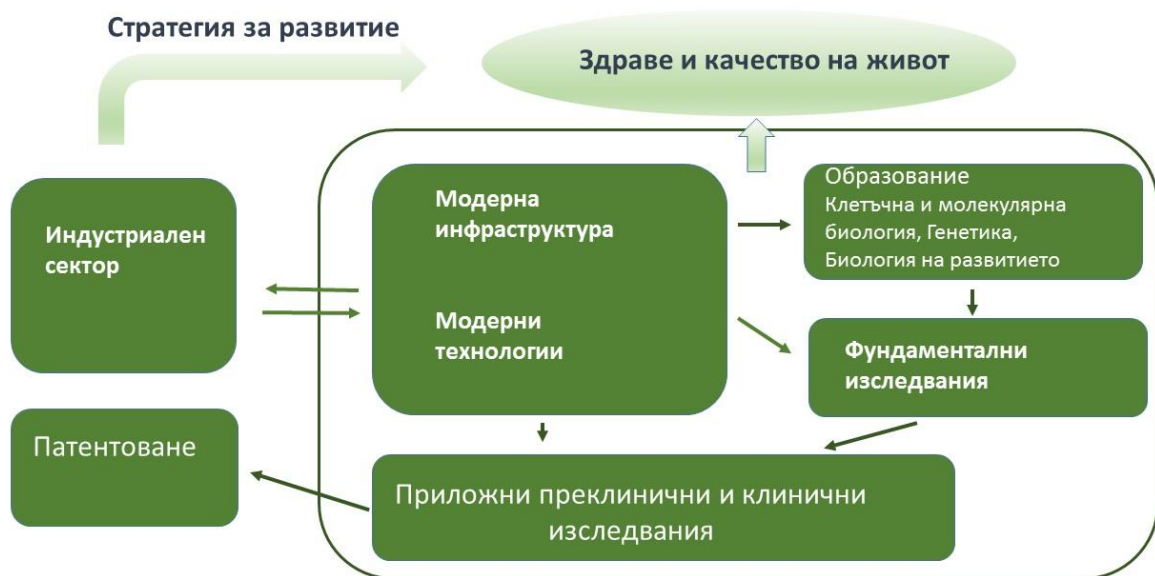 Стратегия за развитие
Здраве и качество на живот
Индустриален
сектор
Модерна
инфраструктура
Модерни
технологии
Образование
Клетъчна и молекулярна
биология, Генетика,
Биология на развитието
Фундаментални
изследвания
Патентоване
Приложни преклинични и клинични
изследвания